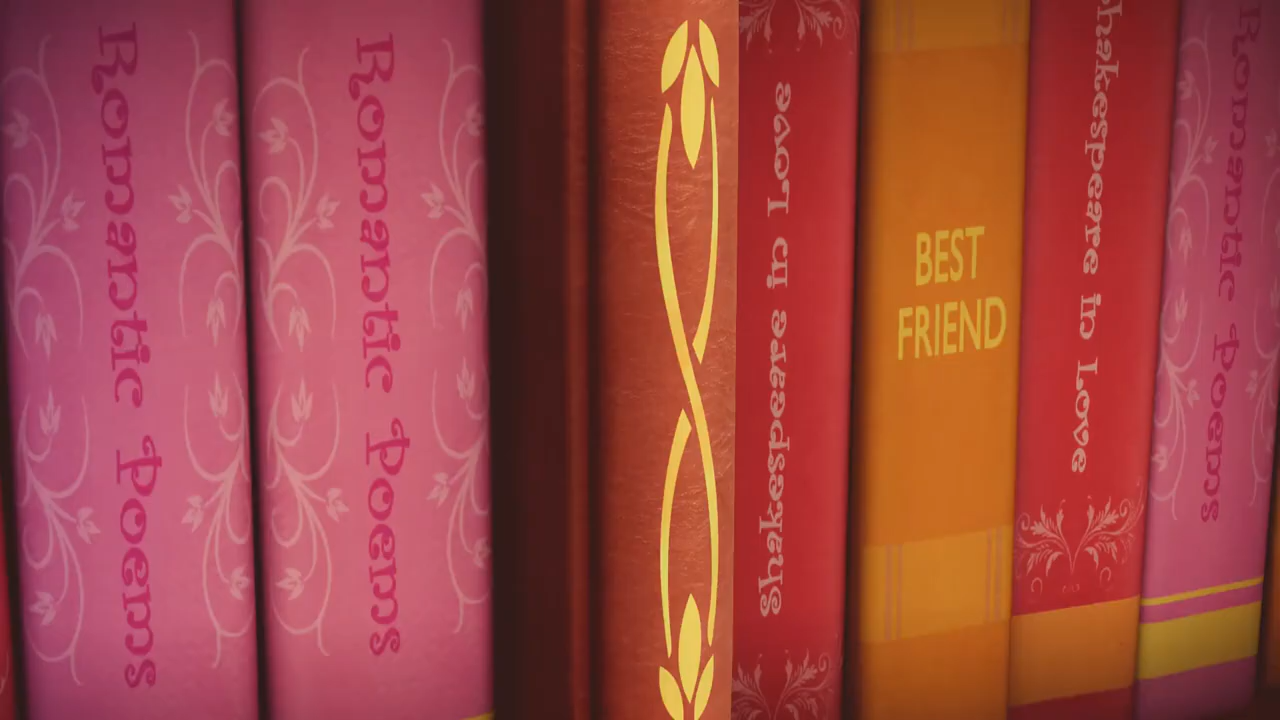 Romantic Poems
Romantic Poems
Shakespeare in Love
BEST
FRIEND
Shakespeare in Love
Romantic Poems